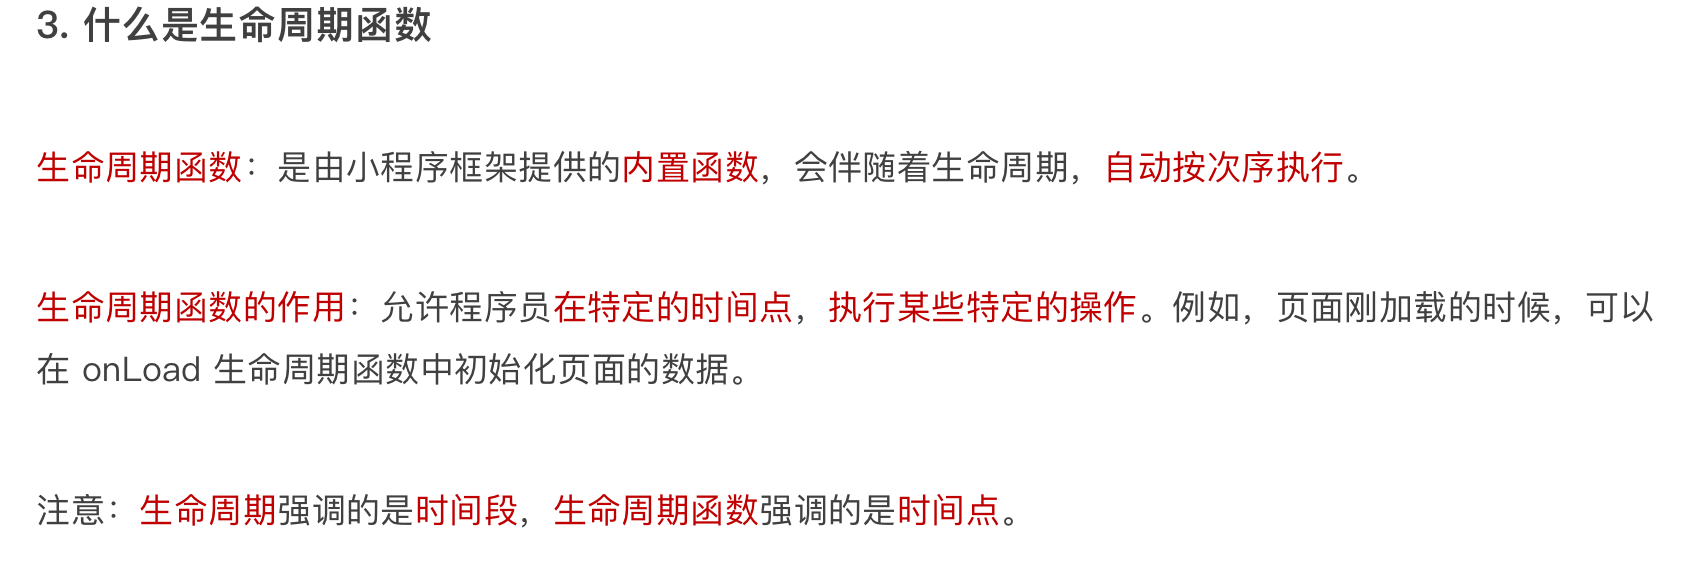 3. 什么是生命周期函数
生命周期函数：是由小程序框架提供的内置函数，会伴随着生命周期，自动按次序执行。
生命周期函数的作用：允许程序员在特定的时间点，执行某些特定的操作。例如，页面刚加载的时候，可以
在 onLoad 生命周期函数中初始化页面的数据。
注意：生命周期强调的是时间段，生命周期函数强调的是时间点。